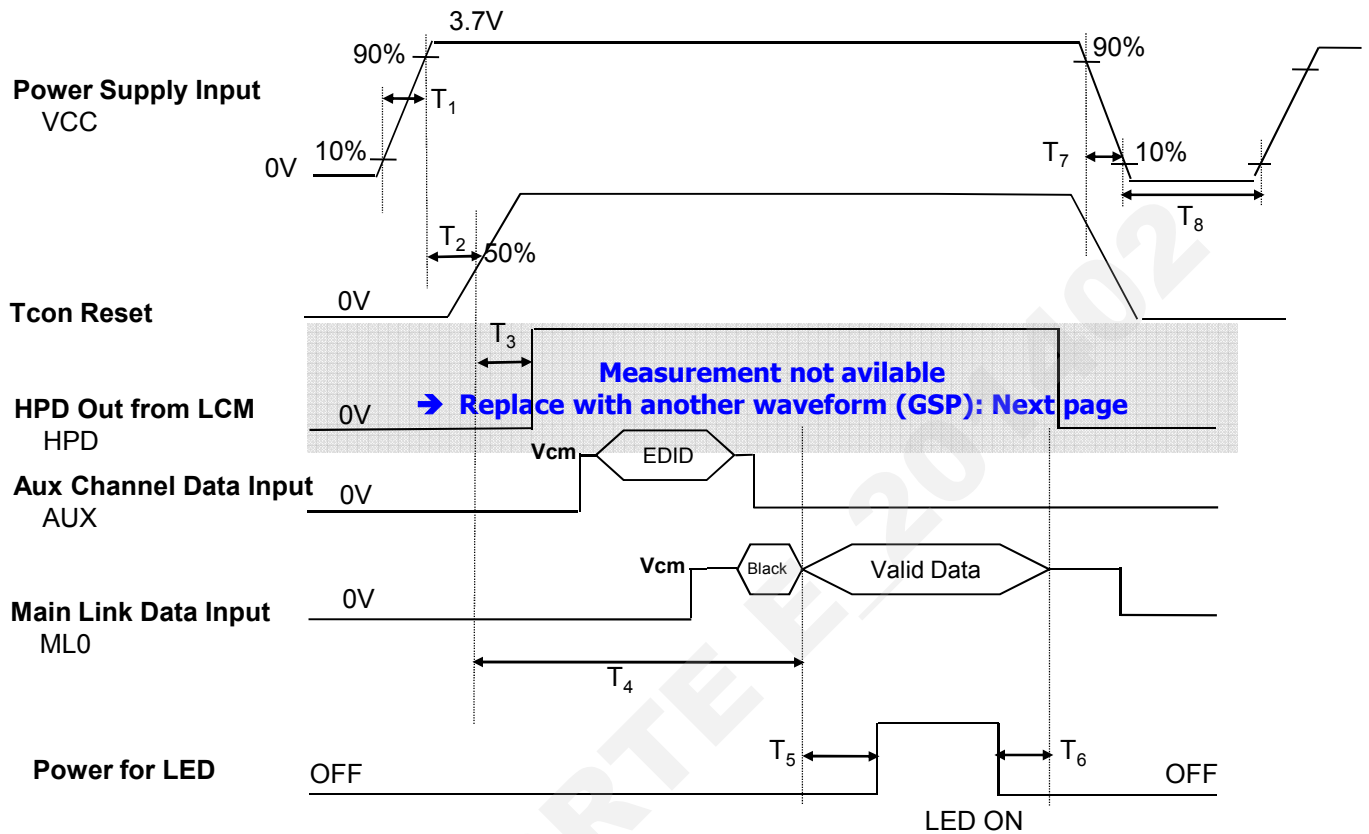 3.7V
90%
90%
Power Supply Input
VCC
T1
10%
0V
T7
10%
T8
T2
50%
Tcon Reset
0V
T3
Measurement not avilable
➔ Replace with another waveform (GSP): Next page
HPD Out from LCM
HPD
0V
Vcm
EDID
Aux Channel Data Input
AUX
0V
Vcm
Black
Valid Data
Main Link Data Input
ML0
0V
T4
T5
T6
Power for LED
OFF
OFF
LED ON
RTE E_201402